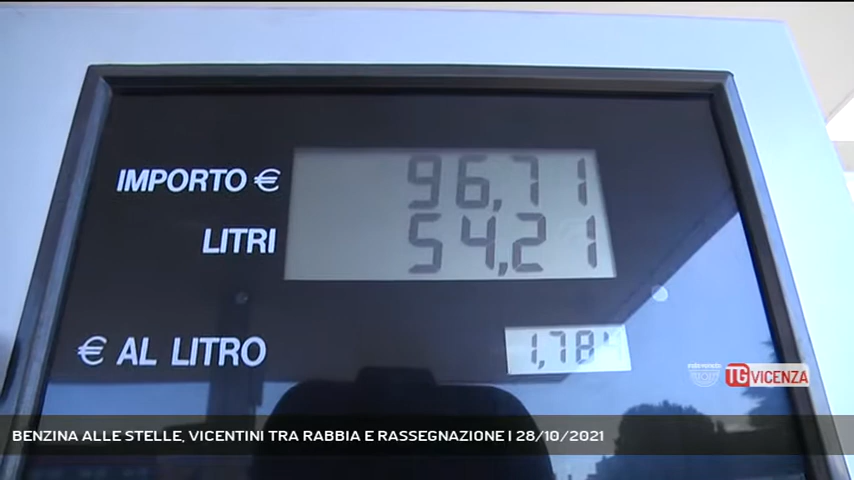 IMPORTO € 96,71
LITRI 54,21
€ AL LITRO 1,784
TG VICENZA
BENZINA ALLE STELLE, VICENTINI TRA RABBIA E RASSEGNAZIONE | 28/10/2021